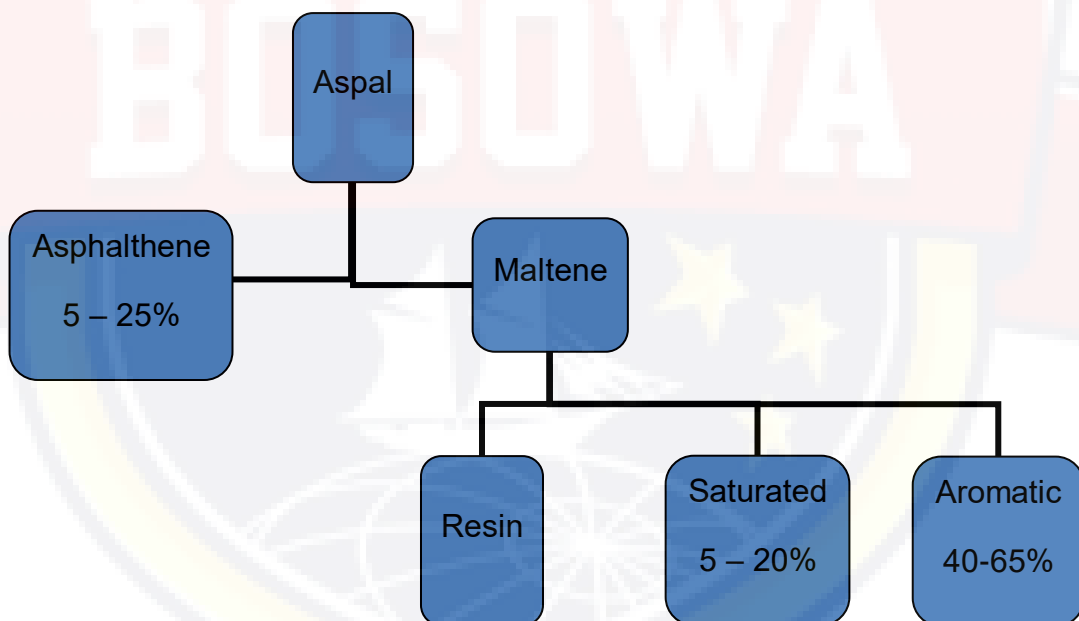 BOSOWA
Aspal
Asphalthene
5 – 25%
Maltene
Resin
Saturated
5 – 20%
Aromatic
40-65%